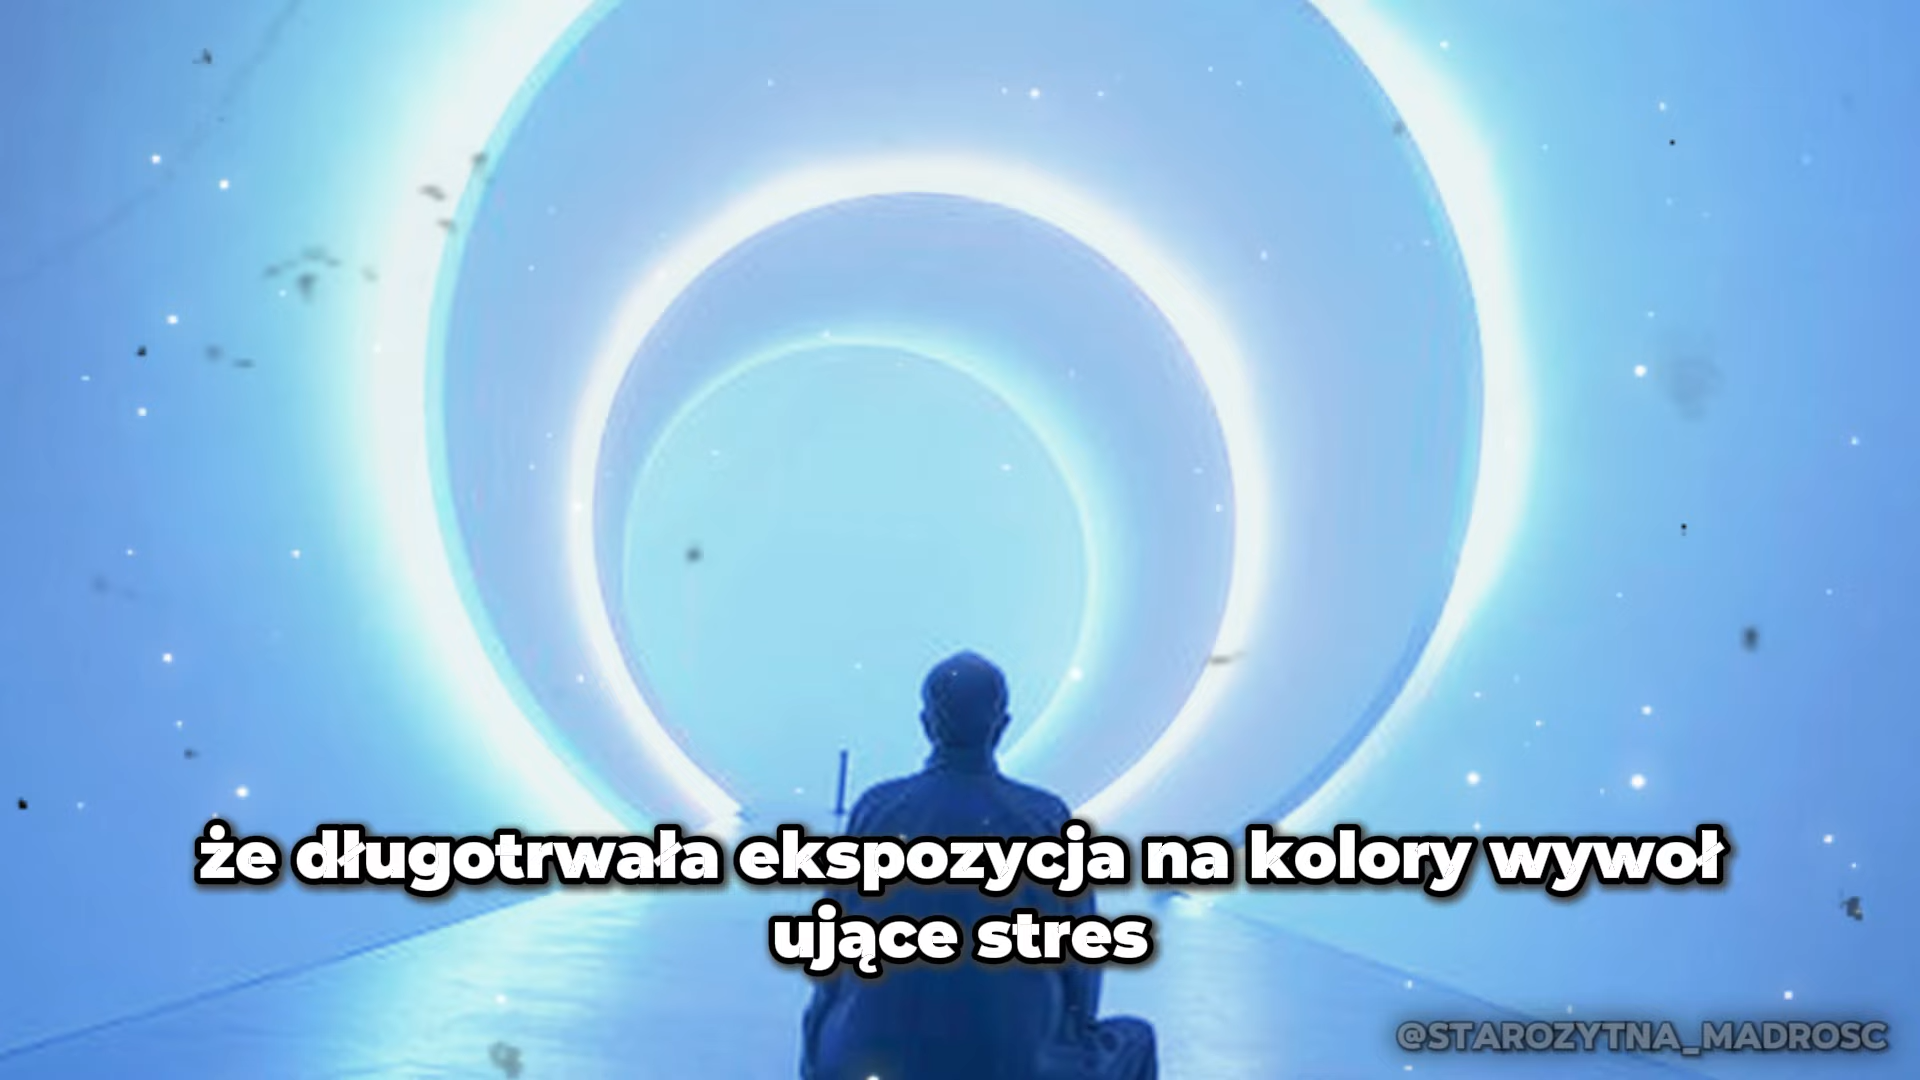 że długotrwała ekspozycja na kolory wywoł
ujące stres
@STAROZYTNA_MADROSC